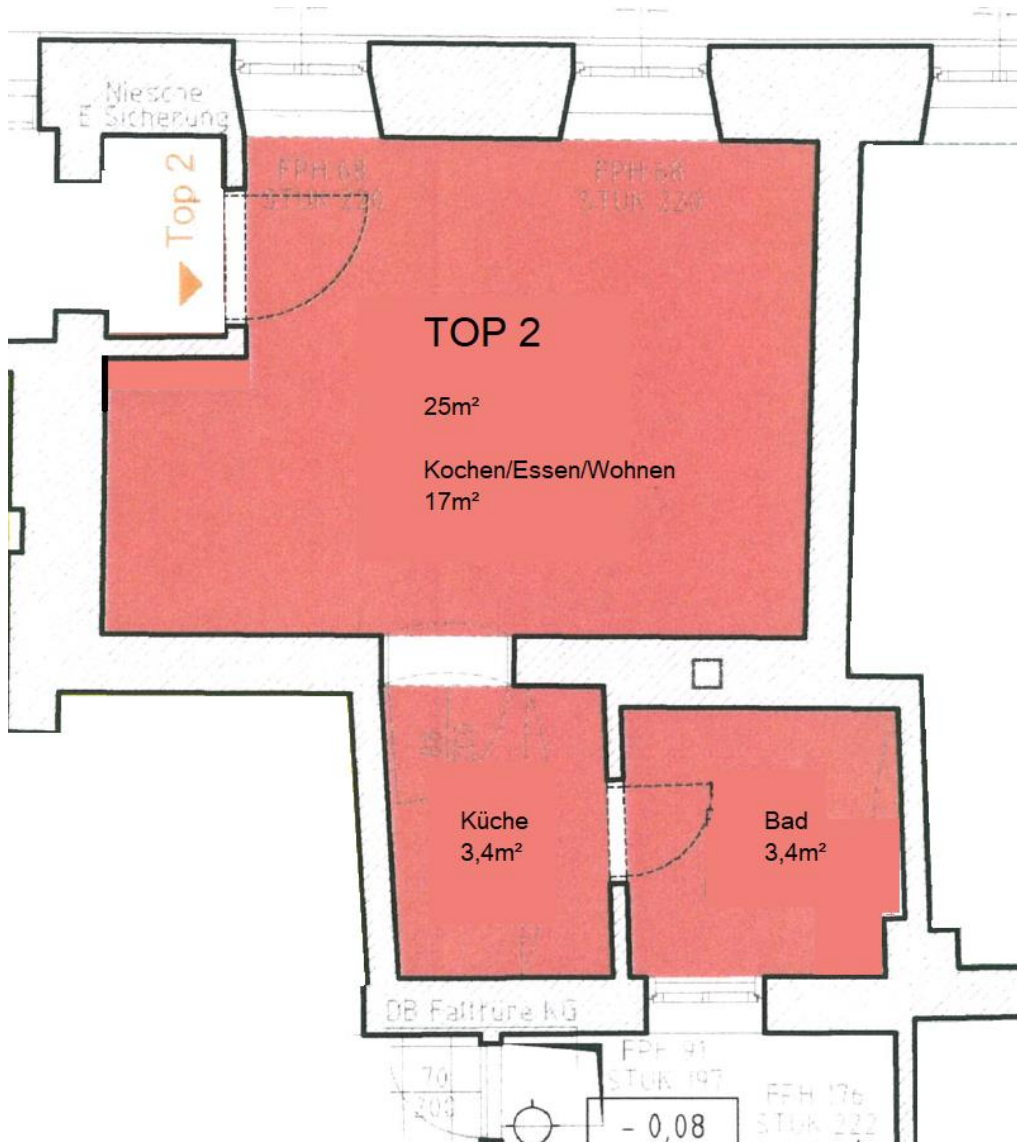 Niesche
E Sicherung
Top 2
FPH 68
STUK 220
FPH 68
STUK 220
TOP 2
25m²
Kochen/Essen/Wohnen
17m²
Küche
3,4m²
Bad
3,4m²
DB Falltüre KG
70
200
FPH 91
STUK 197
- 0,08
FPH 176
STUK 222